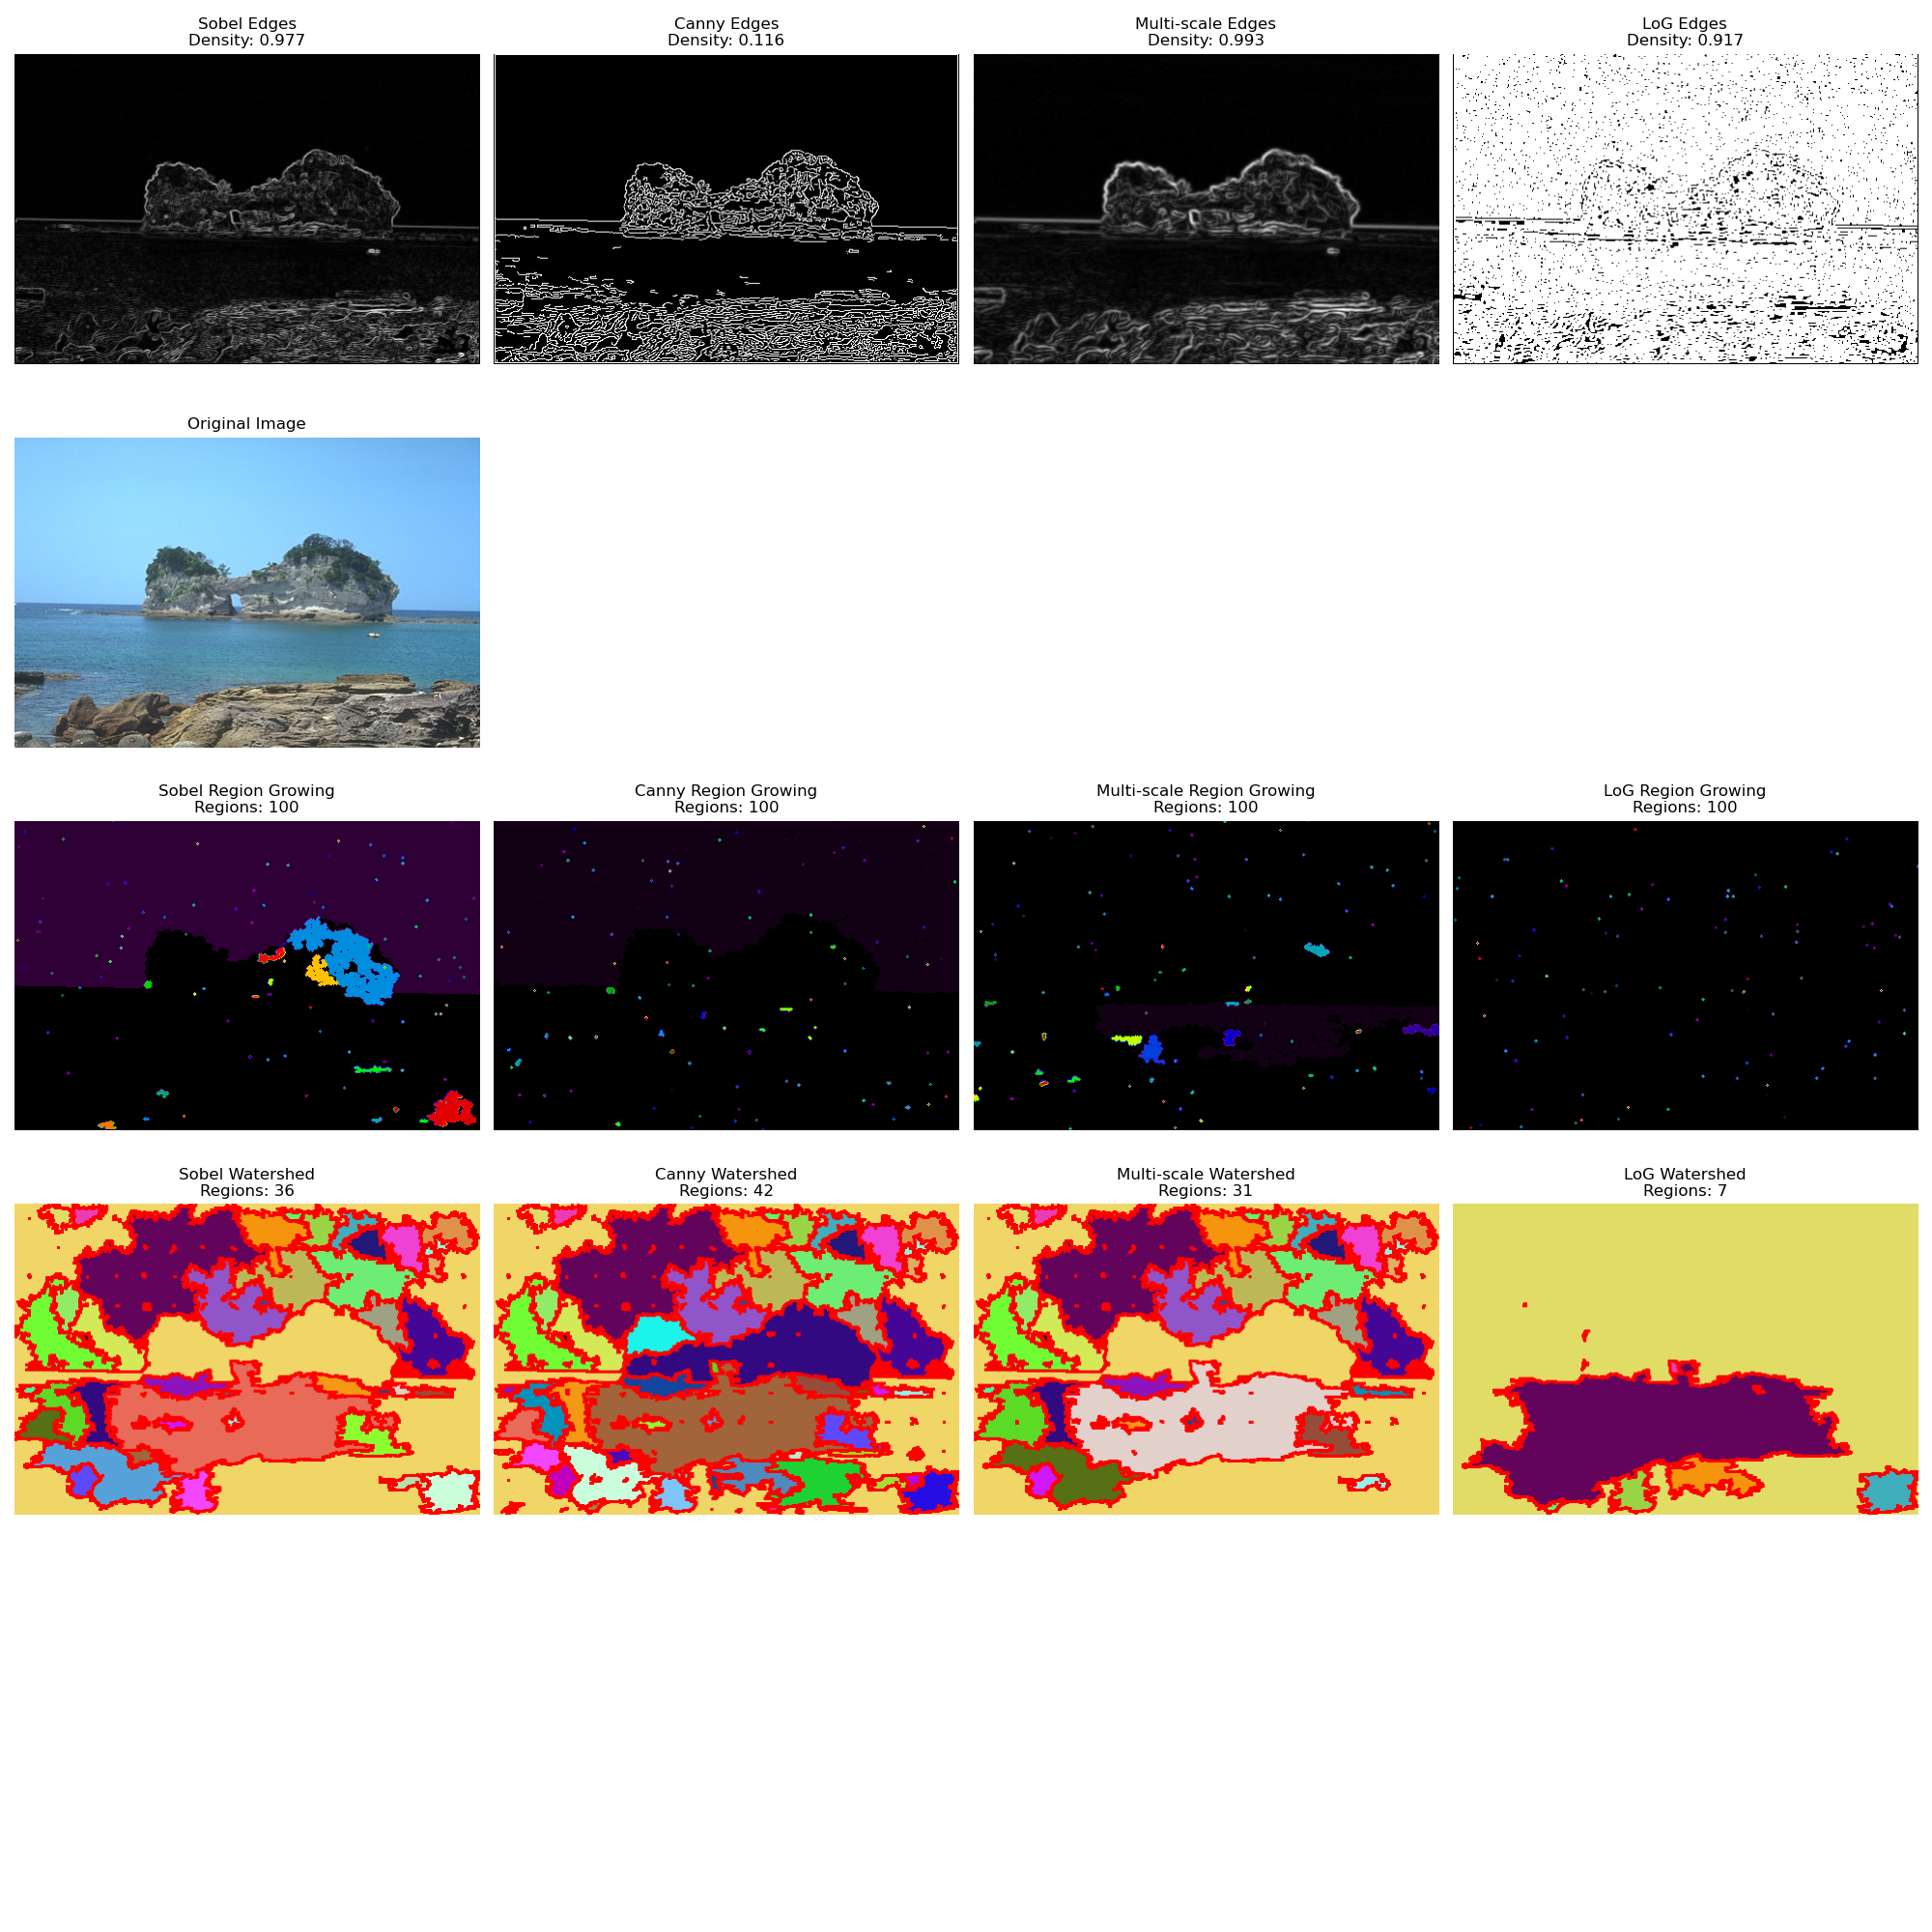 Sobel Edges
Density: 0.977
Canny Edges
Density: 0.116
Multi-scale Edges
Density: 0.993
LoG Edges
Density: 0.917
Original Image
Sobel Region Growing
Regions: 100
Canny Region Growing
Regions: 100
Multi-scale Region Growing
Regions: 100
LoG Region Growing
Regions: 100
Sobel Watershed
Regions: 36
Canny Watershed
Regions: 42
Multi-scale Watershed
Regions: 31
LoG Watershed
Regions: 7